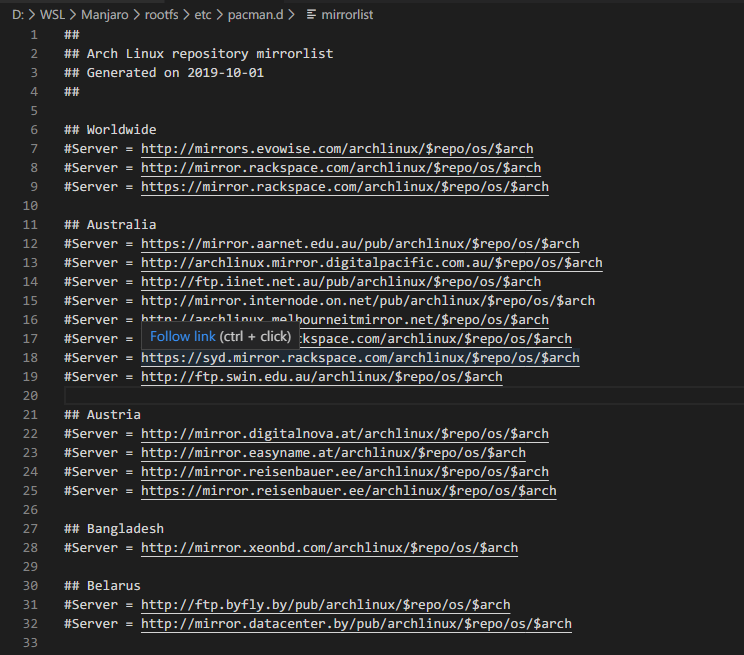 D: > WSL > Manjaro > rootfs > etc > pacman.d > mirrorlist
1 ##
2 ## Arch Linux repository mirrorlist
3 ## Generated on 2019-10-01
4 ##
5
6 ## Worldwide
7 #Server = http://mirrors.evowise.com/archlinux/$repo/os/$arch
8 #Server = http://mirror.rackspace.com/archlinux/$repo/os/$arch
9 #Server = https://mirror.rackspace.com/archlinux/$repo/os/$arch
10
11 ## Australia
12 #Server = https://mirror.aarnet.edu.au/pub/archlinux/$repo/os/$arch
13 #Server = http://archlinux.mirror.digitalpacific.com.au/$repo/os/$arch
14 #Server = http://ftp.iinet.net.au/pub/archlinux/$repo/os/$arch
15 #Server = http://mirror.internode.on.net/pub/archlinux/$repo/os/$arch
16 #Server = http://archlinux.melbourneitmirror.net/$repo/os/$arch
Follow link (ctrl + click)
17 #Server = kspace.com/archlinux/$repo/os/$arch
18 #Server = https://syd.mirror.rackspace.com/archlinux/$repo/os/$arch
19 #Server = http://ftp.swin.edu.au/archlinux/$repo/os/$arch
20
21 ## Austria
22 #Server = http://mirror.digitalnova.at/archlinux/$repo/os/$arch
23 #Server = http://mirror.easyname.at/archlinux/$repo/os/$arch
24 #Server = http://mirror.reisenbauer.ee/archlinux/$repo/os/$arch
25 #Server = https://mirror.reisenbauer.ee/archlinux/$repo/os/$arch
26
27 ## Bangladesh
28 #Server = http://mirror.xeonbd.com/archlinux/$repo/os/$arch
29
30 ## Belarus
31 #Server = http://ftp.byfly.by/pub/archlinux/$repo/os/$arch
32 #Server = http://mirror.datacenter.by/pub/archlinux/$repo/os/$arch
33